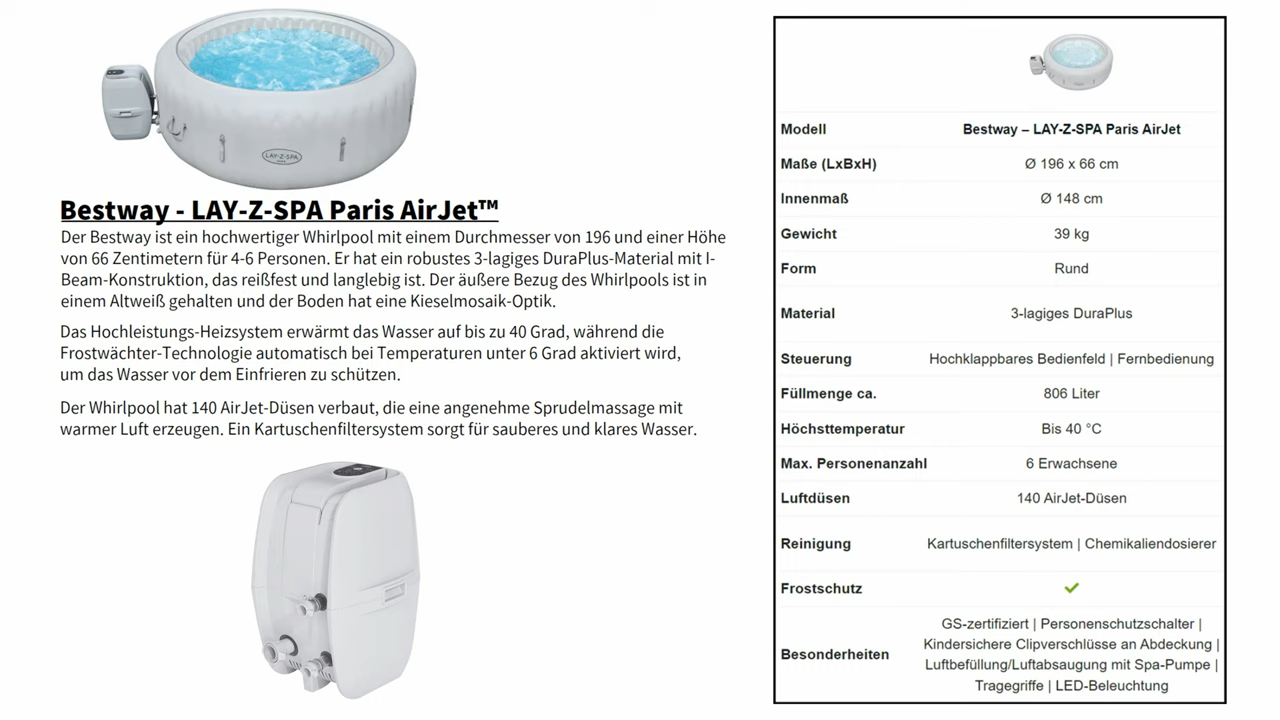 LAY-Z-SPA
Bestway - LAY-Z-SPA Paris AirJet™
Der Bestway ist ein hochwertiger Whirlpool mit einem Durchmesser von 196 und einer Höhe
von 66 Zentimetern für 4-6 Personen. Er hat ein robustes 3-lagiges DuraPlus-Material mit I-
Beam-Konstruktion, das reißfest und langlebig ist. Der äußere Bezug des Whirlpools ist in
einem Altweiß gehalten und der Boden hat eine Kieselmosaik-Optik.
Das Hochleistungs-Heizsystem erwärmt das Wasser auf bis zu 40 Grad, während die
Frostwächter-Technologie automatisch bei Temperaturen unter 6 Grad aktiviert wird,
um das Wasser vor dem Einfrieren zu schützen.
Der Whirlpool hat 140 AirJet-Düsen verbaut, die eine angenehme Sprudelmassage mit
warmer Luft erzeugen. Ein Kartuschenfiltersystem sorgt für sauberes und klares Wasser.
Modell Bestway – LAY-Z-SPA Paris AirJet
Maße (LxBxH) Ø 196 x 66 cm
Innenmaß Ø 148 cm
Gewicht 39 kg
Form Rund
Material 3-lagiges DuraPlus
Steuerung Hochklappbares Bedienfeld | Fernbedienung
Füllmenge ca. 806 Liter
Höchsttemperatur Bis 40 °C
Max. Personenanzahl 6 Erwachsene
Luftdüsen 140 AirJet-Düsen
Reinigung Kartuschenfiltersystem | Chemikaliendosierer
Frostschutz
Besonderheiten GS-zertifiziert | Personenschutzschalter |
Kindersichere Clipverschlüsse an Abdeckung |
Luftbefüllung/Luftabsaugung mit Spa-Pumpe |
Tragegriffe | LED-Beleuchtung